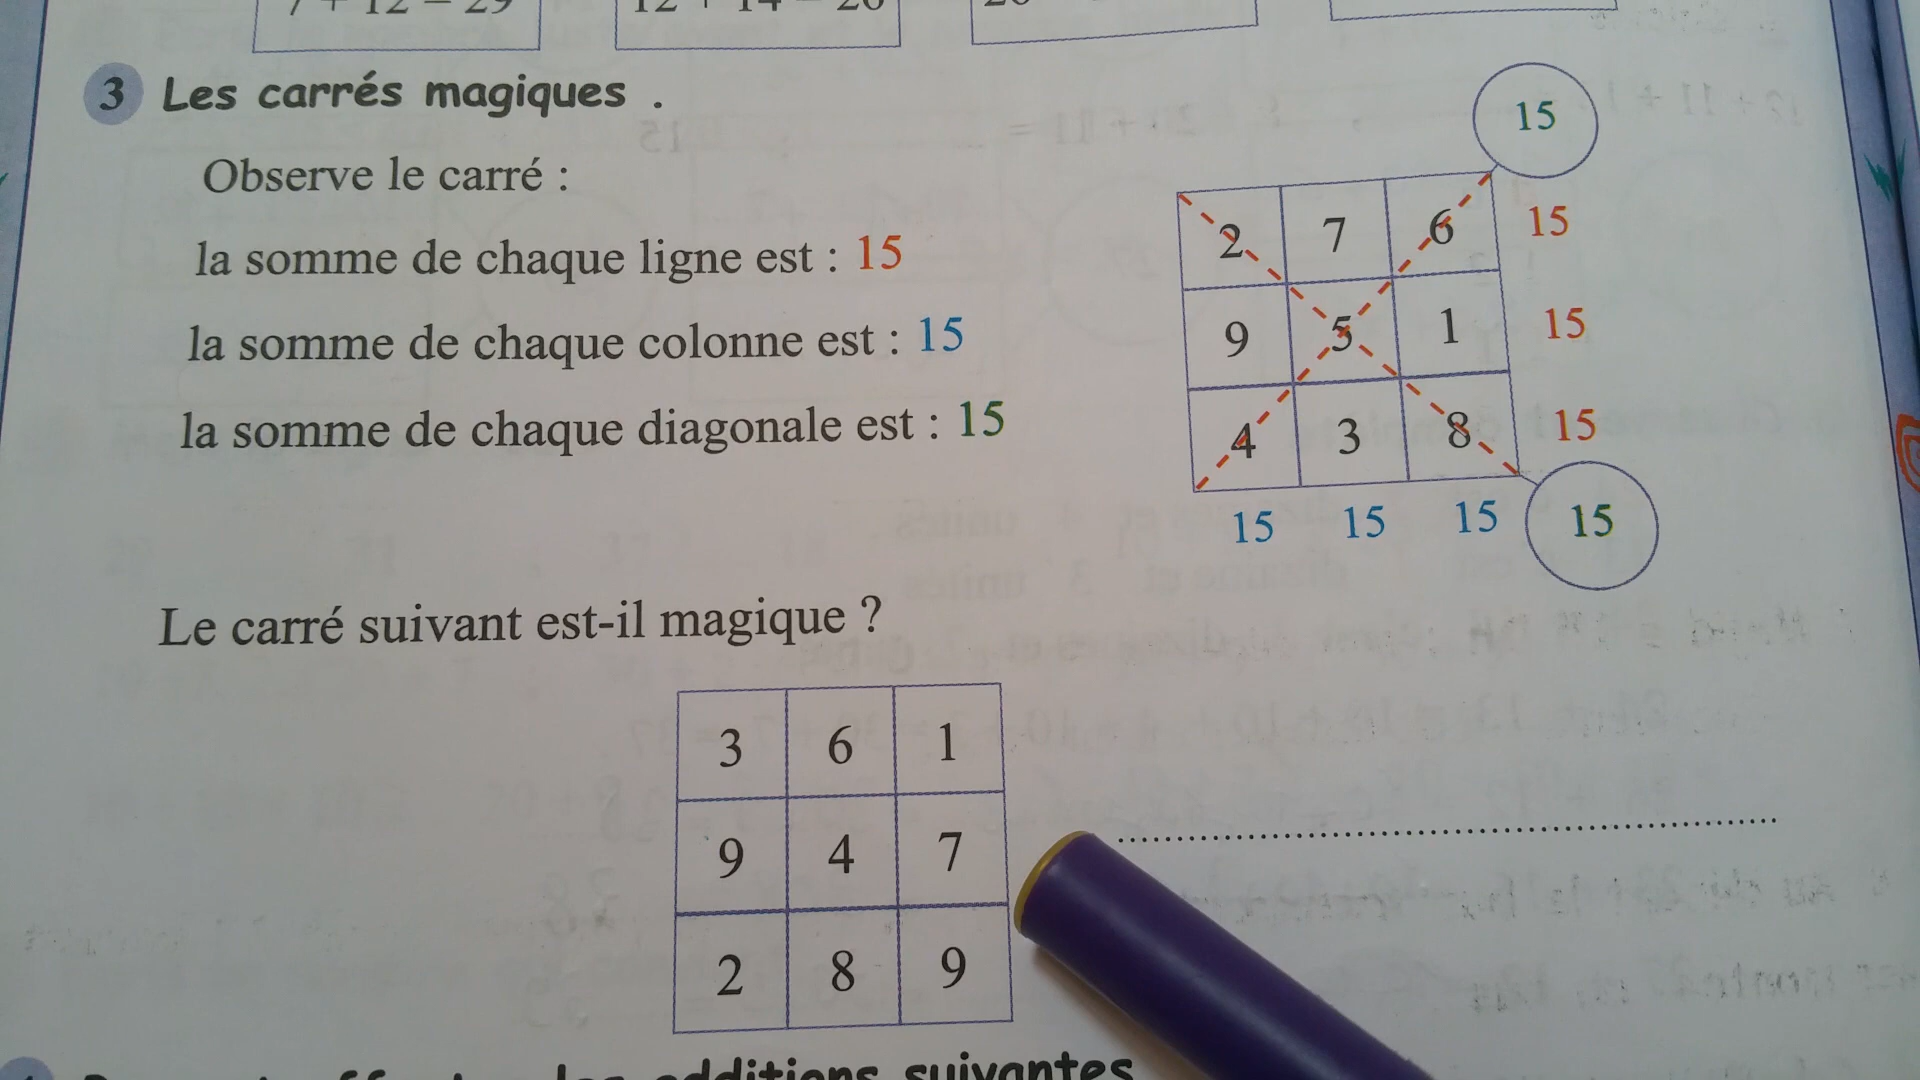 3 Les carrés magiques .
Observe le carré :
la somme de chaque ligne est : 15
la somme de chaque colonne est : 15
la somme de chaque diagonale est : 15
15
2 7 6 15
9 5 1 15
4 3 8 15
15 15 15 15
Le carré suivant est-il magique ?
3 6 1
9 4 7
2 8 9
additions suivantes